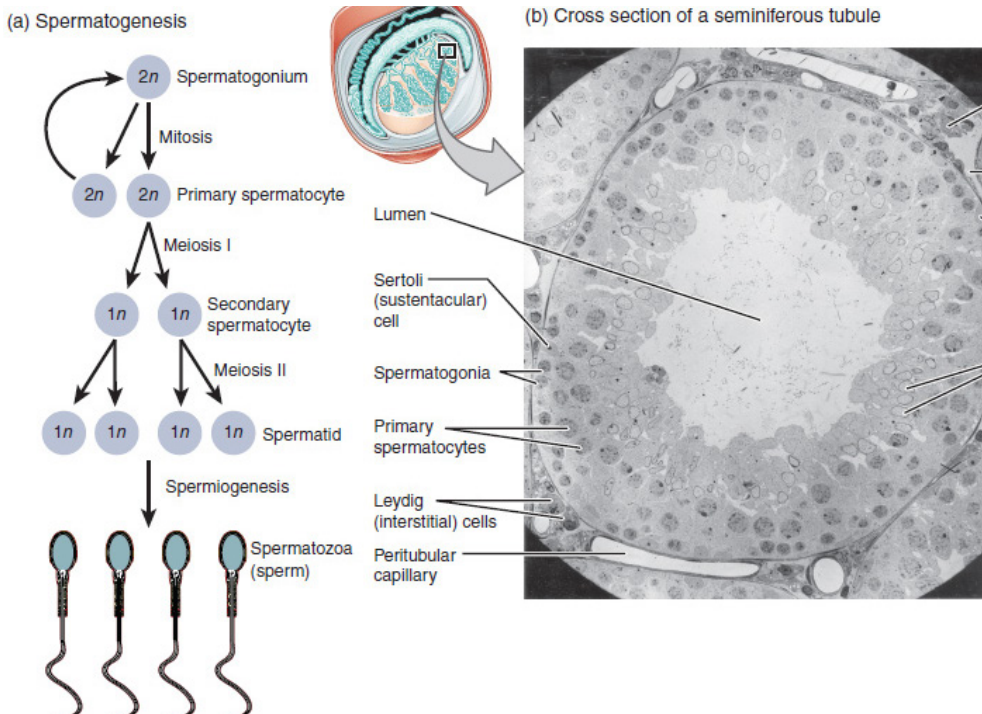 (a) Spermatogenesis
2n
Spermatogonium
Mitosis
2n
2n
Primary spermatocyte
Meiosis I
1n
1n
Secondary
spermatocyte
Meiosis II
1n
1n
1n
1n
Spermatid
Spermiogenesis
Spermatozoa
(sperm)
(b) Cross section of a seminiferous tubule
Lumen
Sertoli
(sustentacular)
cell
Spermatogonia
Primary
spermatocytes
Leydig
(interstitial) cells
Peritubular
capillary